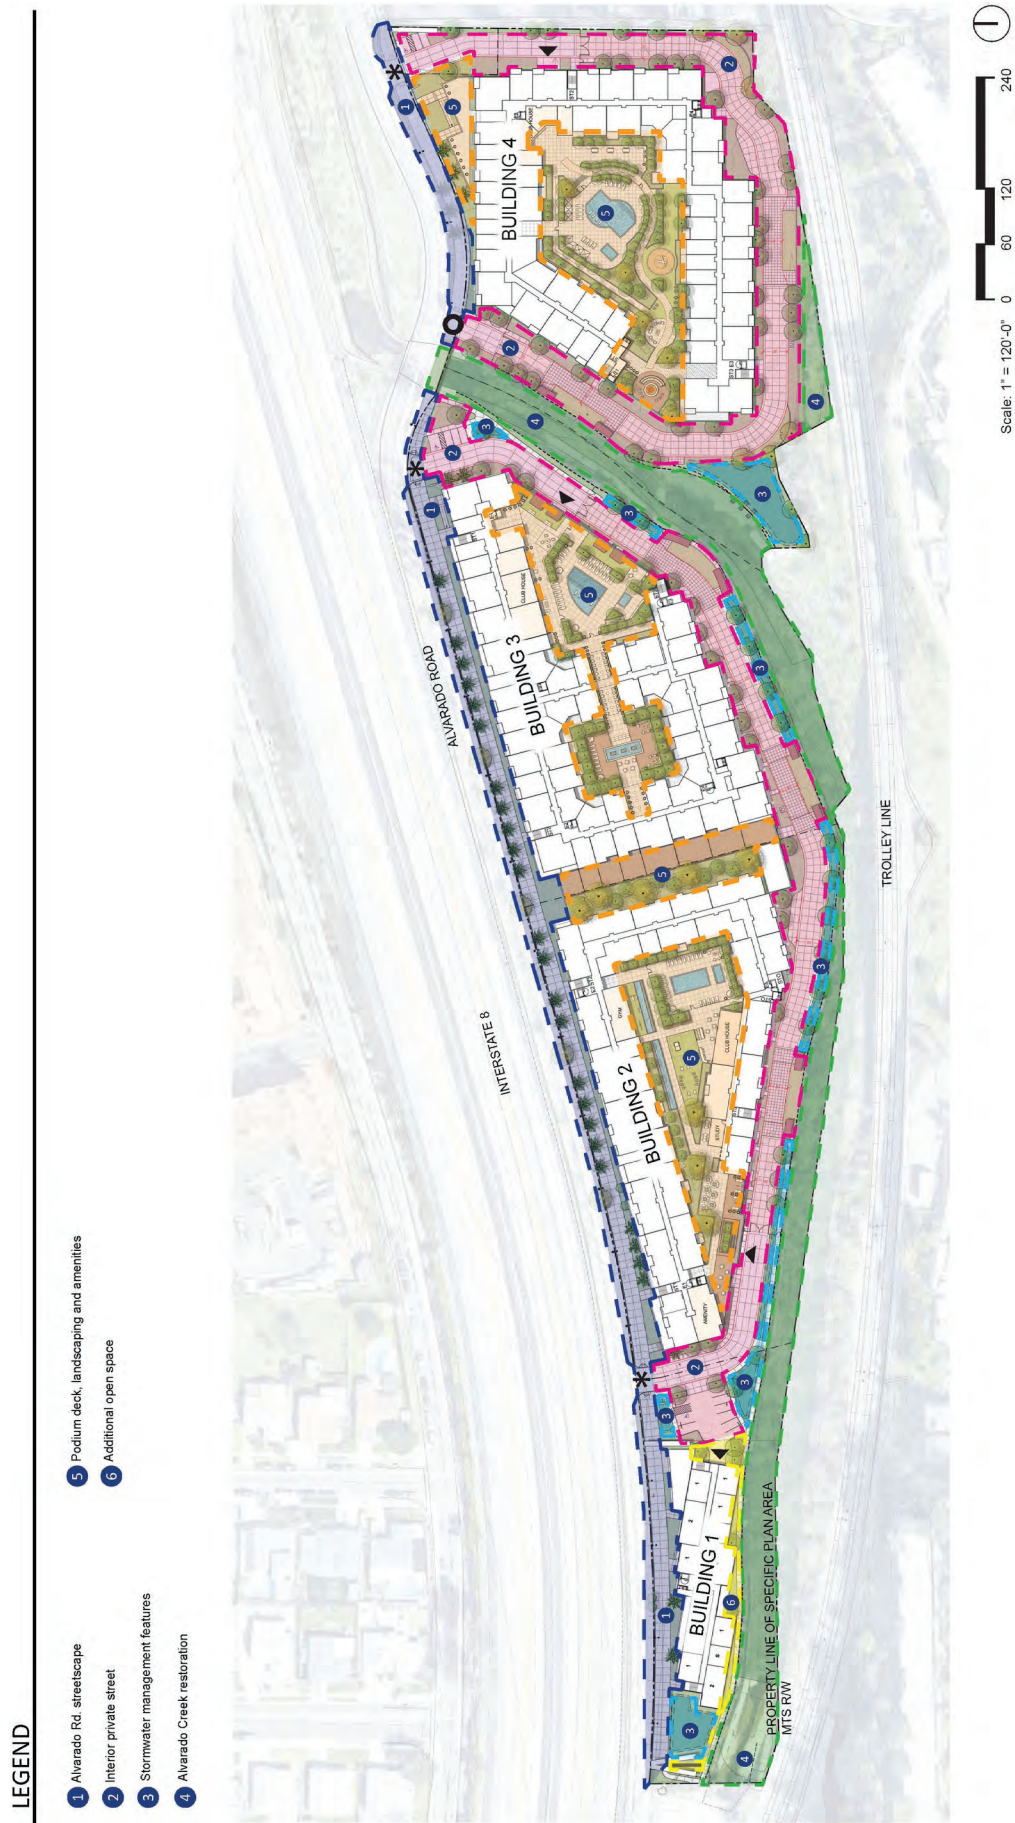 LEGEND
1 Alvarado Rd. streetscape
2 Interior private street
3 Stormwater management features
4 Alvarado Creek restoration
5 Podium deck, landscaping and amenities
6 Additional open space
INTERSTATE 8
ALVARADO ROAD
BUILDING 1
BUILDING 2
BUILDING 3
BUILDING 4
AMENITY
STUDY
CLUB HOUSE
GYM
CLUB HOUSE
PROPERTY LINE OF SPECIFIC PLAN AREA
MTS R/W
TROLLEY LINE
Scale: 1" = 120'-0"
0 60 120 240